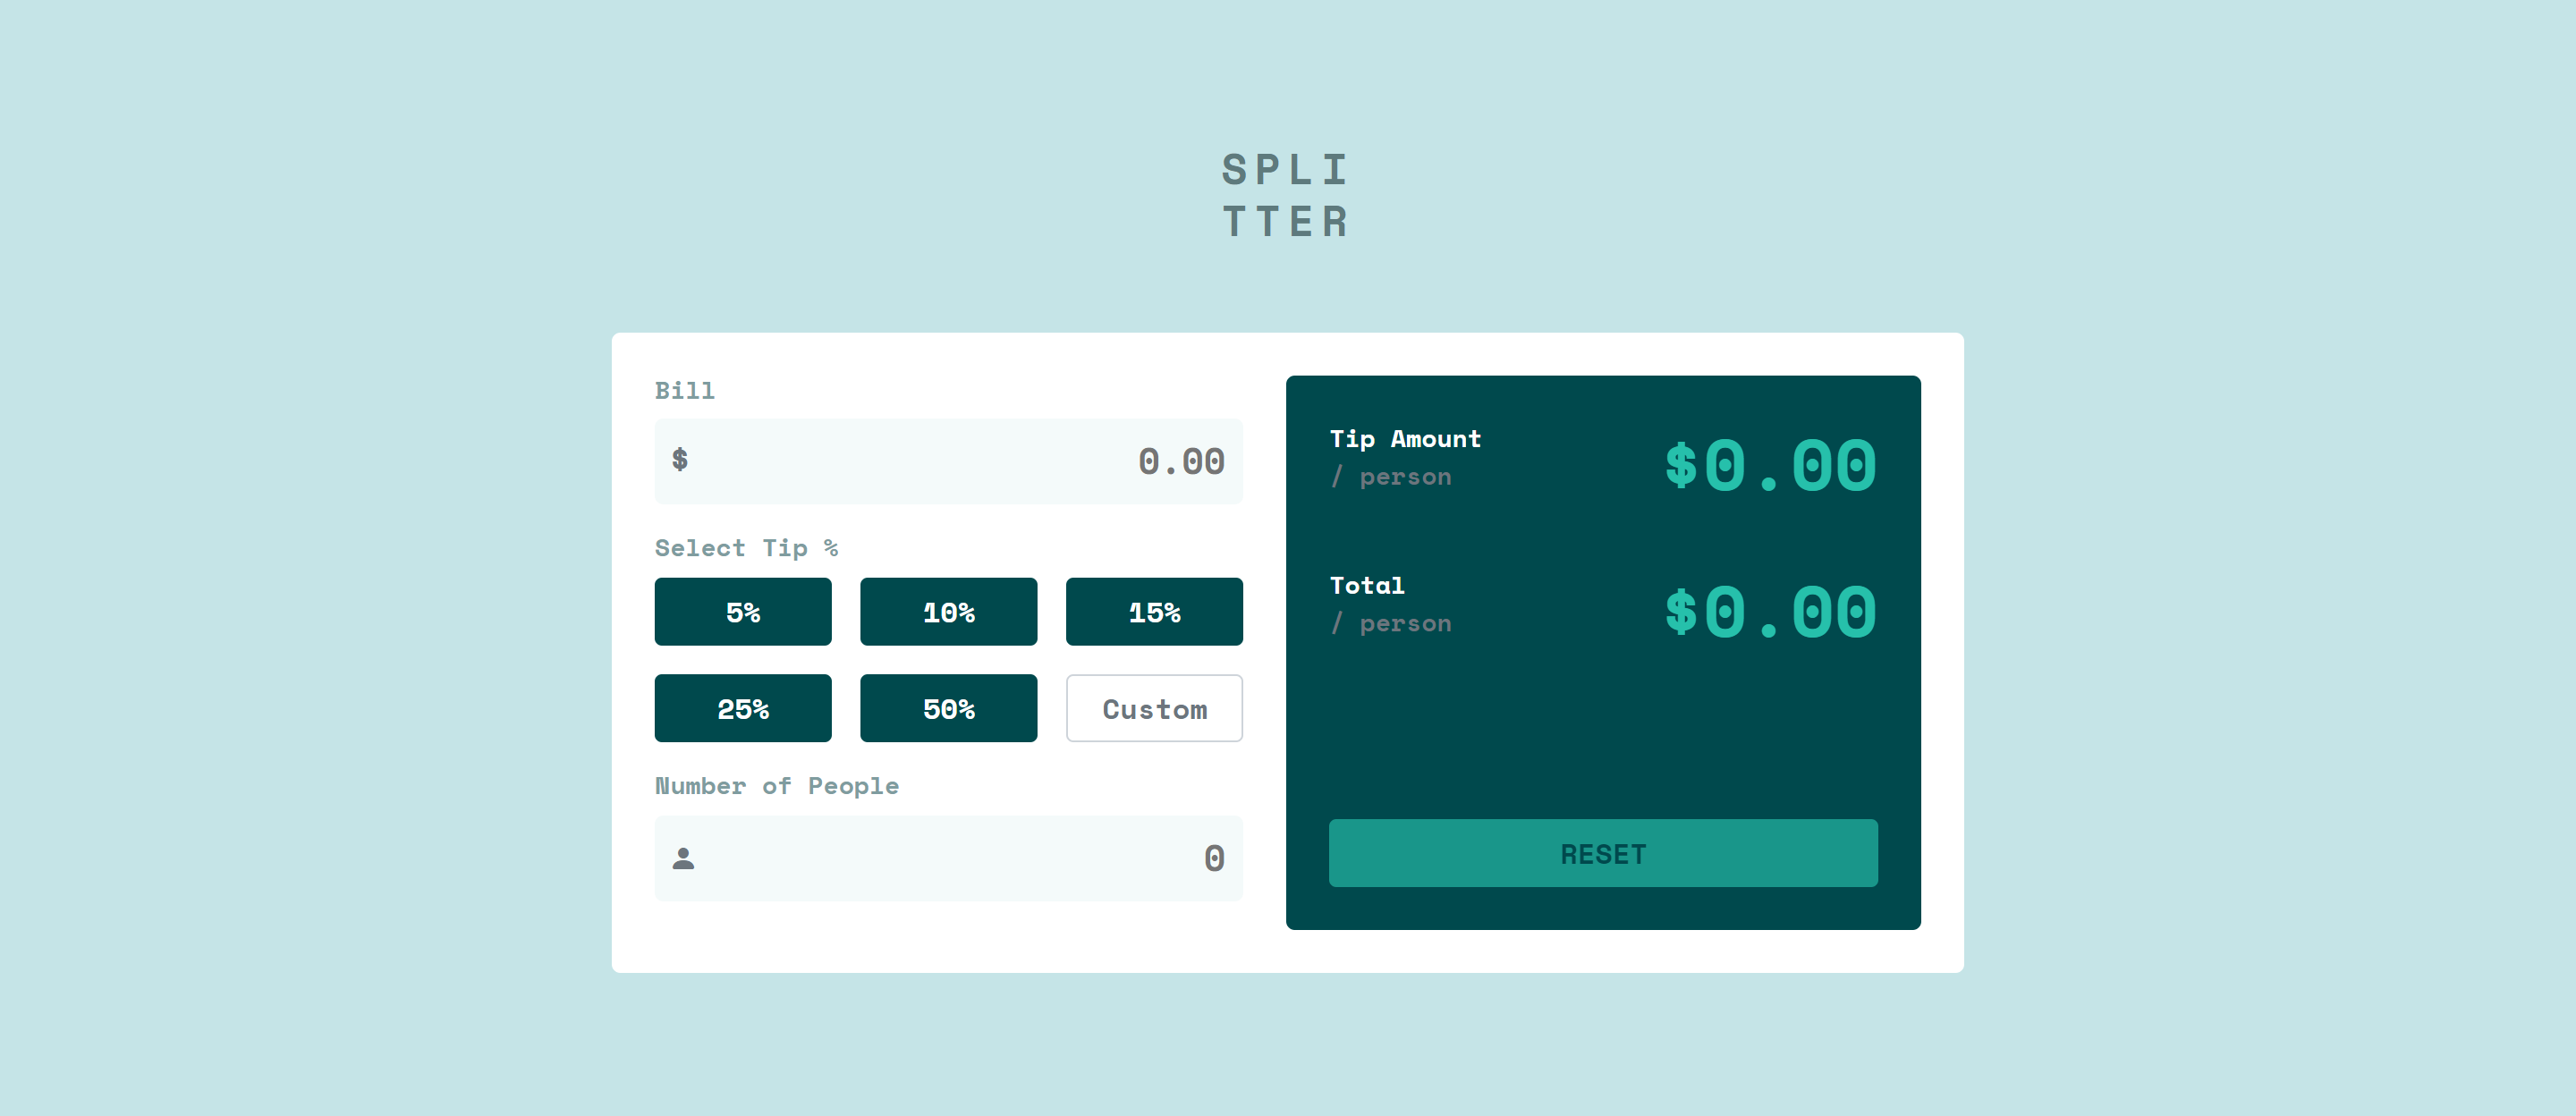 SPLI
TTER
Bill
$ 0.00
Select Tip %
5% 10% 15%
25% 50% Custom
Number of People
0
Tip Amount
/ person
$0.00
Total
/ person
$0.00
RESET